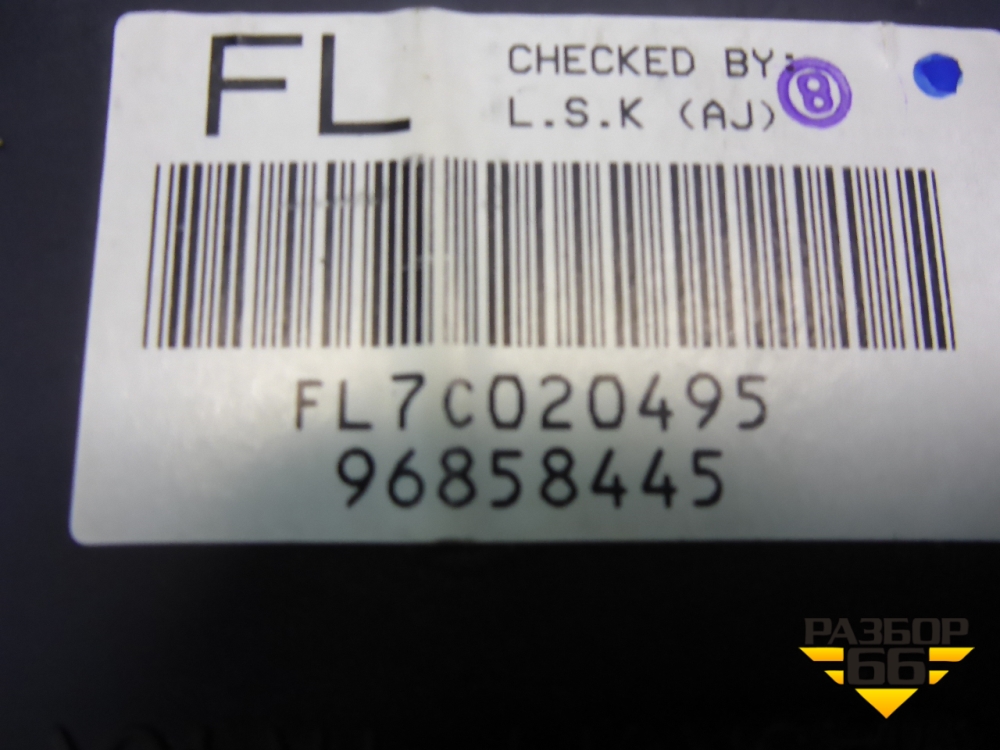 FL
CHECKED BY:
L.S.K (AJ)
8
FL7C020495
96858445
РАЗБОР
66